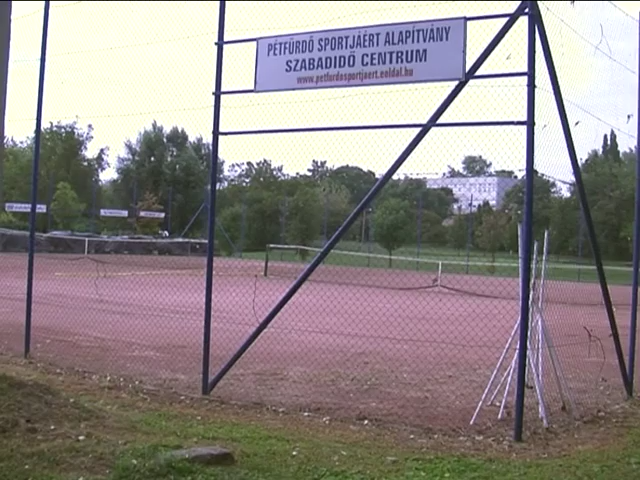 PÉTFÜRDŐ SPORTJÁÉRT ALAPÍTVÁNY
SZABADIDŐ CENTRUM
www.petfurdosportjaert.eoldal.hu